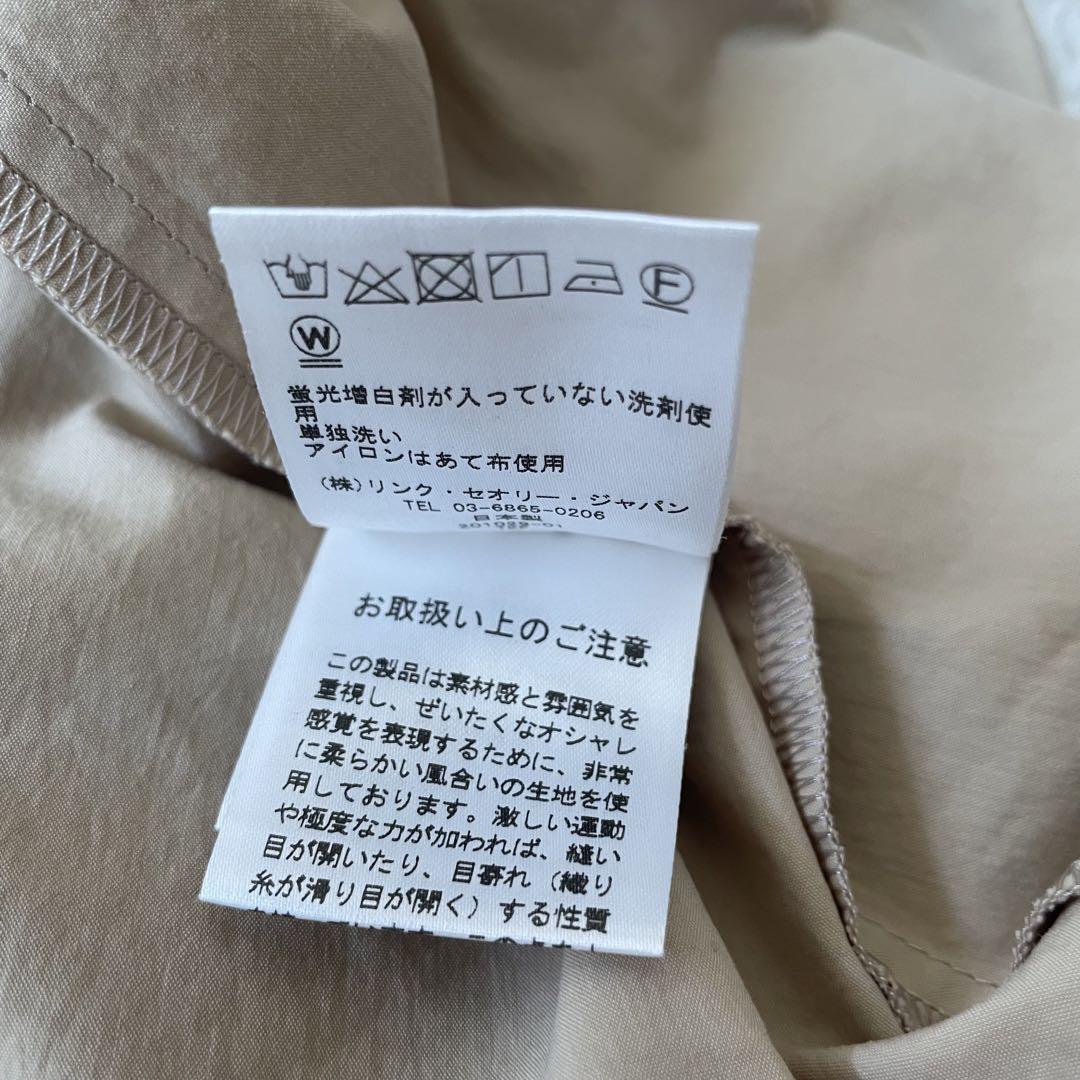 F
W
蛍光増白剤が入っていない洗剤使
用
単独洗い
アイロンはあて布使用
(株)リンク・セオリー・ジャパン
TEL 03-6865-0206
日本製
お取扱い上のご注意
この製品は素材感と雰囲気を
重視し、ぜいたくなオシャレ
感覚を表現するために、非常
に柔らかい風合いの生地を使
用しております。激しい運動
や極度な力が加われば、縫い
目が開いたり、目寄れ（織り
糸が滑り目が開く）する性質